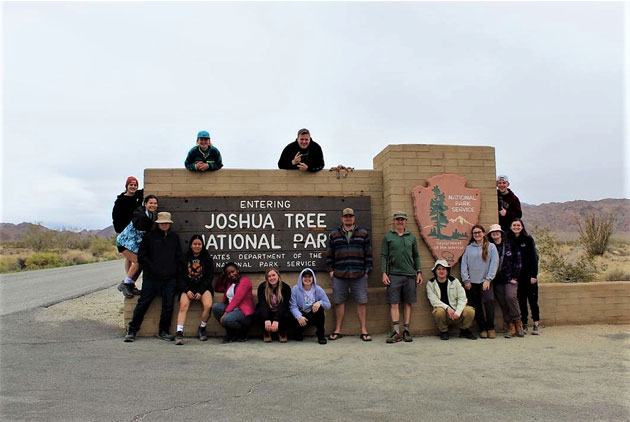 ENTERING
JOSHUA TREE
NATIONAL PAR
STATES DEPARTMENT OF THE
NATIONAL PARK SERVICE
NATIONAL
PARK
SERVICE